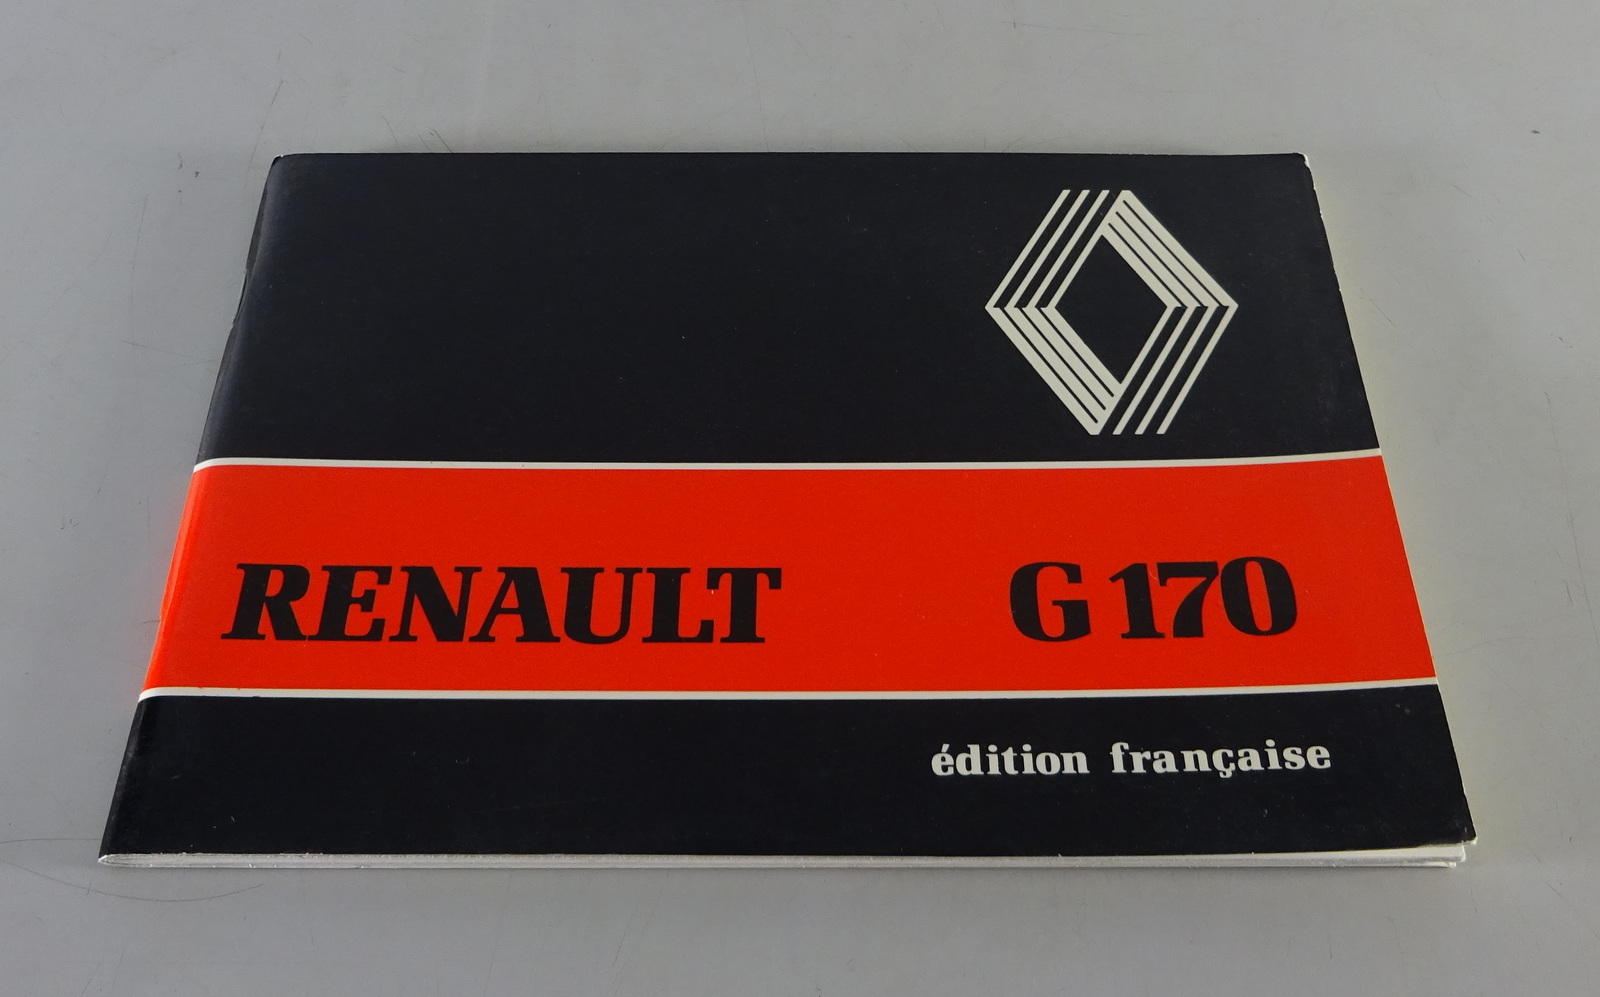 RENAULT G 170
édition française